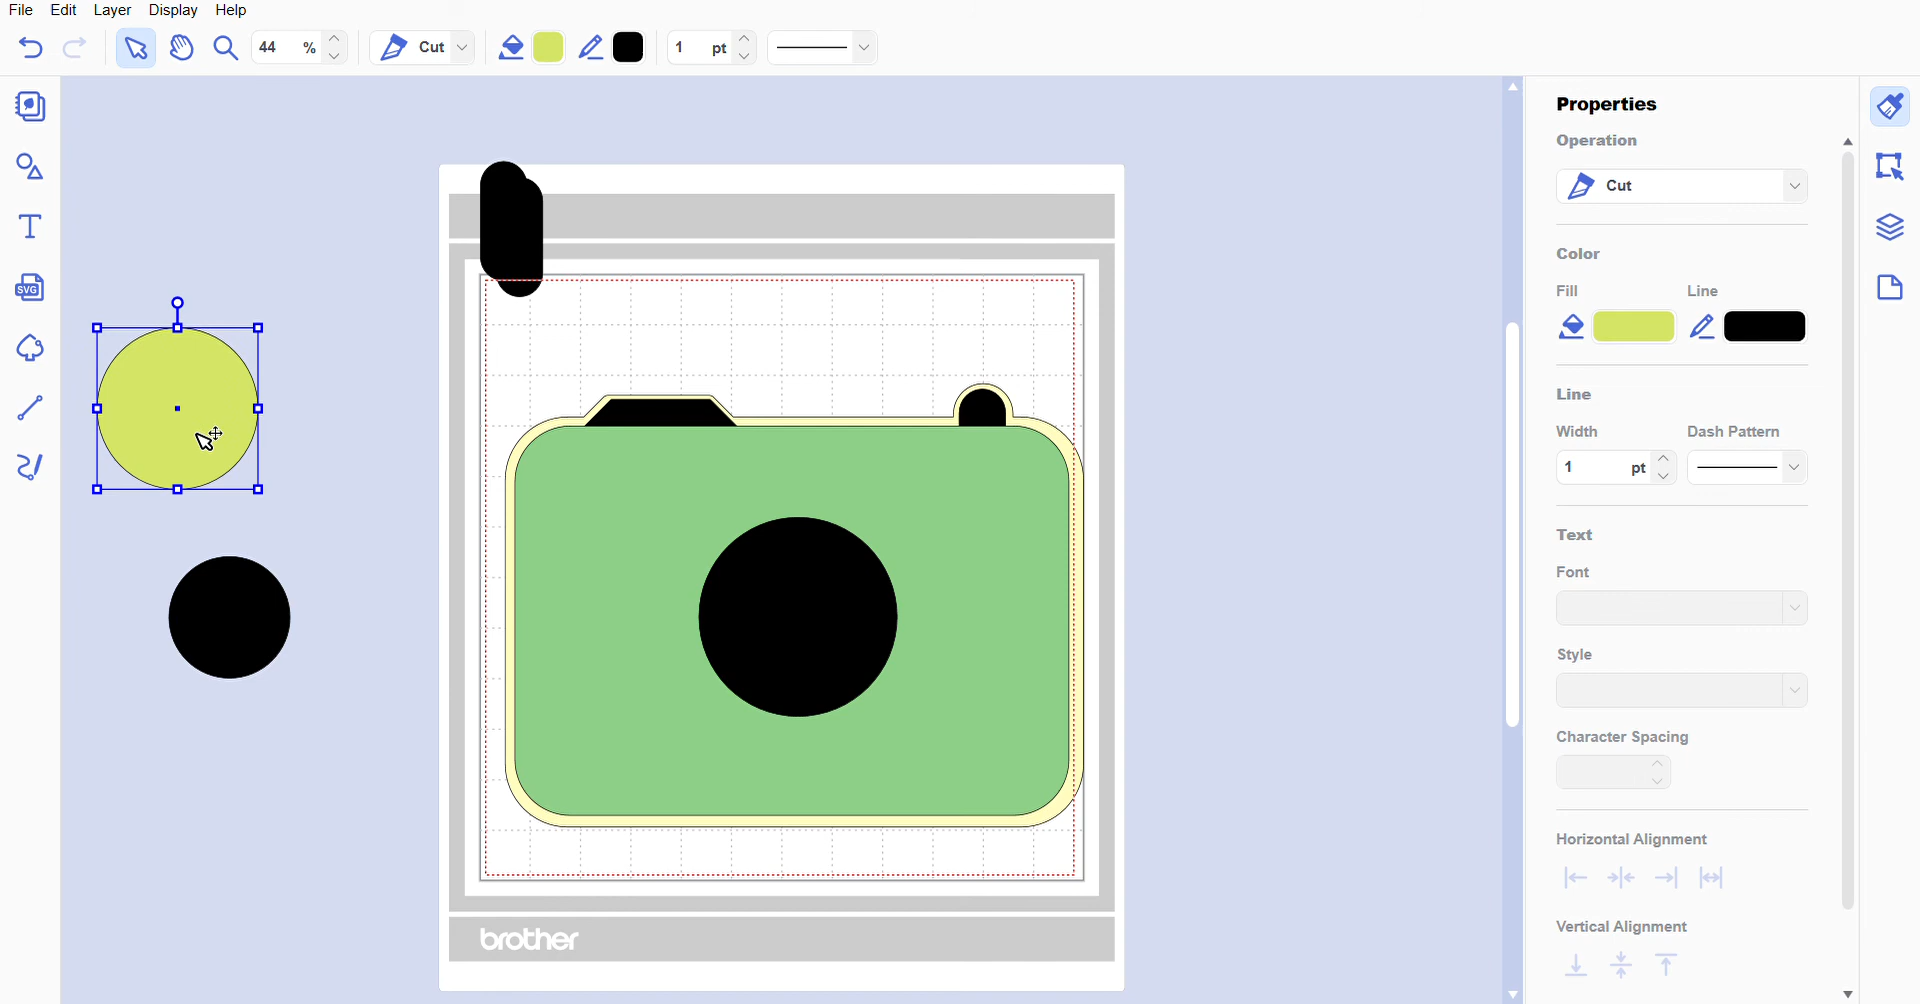 File Edit Layer Display Help
44 % Cut 1 pt
Properties
Operation
SVG
Cut
Color
Fill Line
Line
Width Dash Pattern
1 pt
Text
Font
Style
Character Spacing
Horizontal Alignment
Vertical Alignment
brother